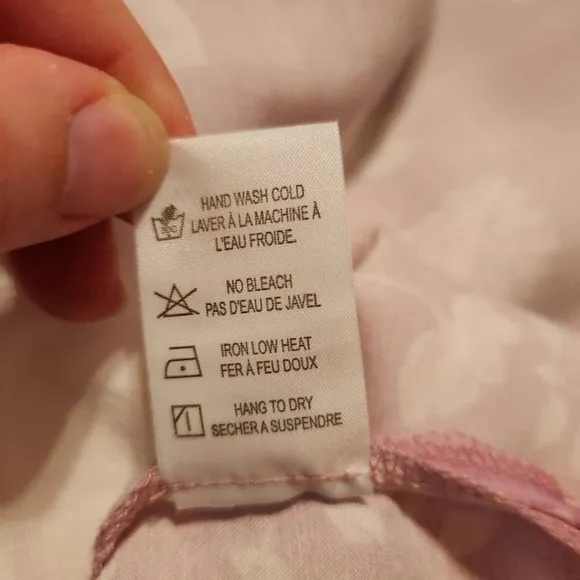 HAND WASH COLD
LAVER À LA MACHINE À
L'EAU FROIDE.
NO BLEACH
PAS D'EAU DE JAVEL
IRON LOW HEAT
FER À FEU DOUX
HANG TO DRY
SECHER A SUSPENDRE